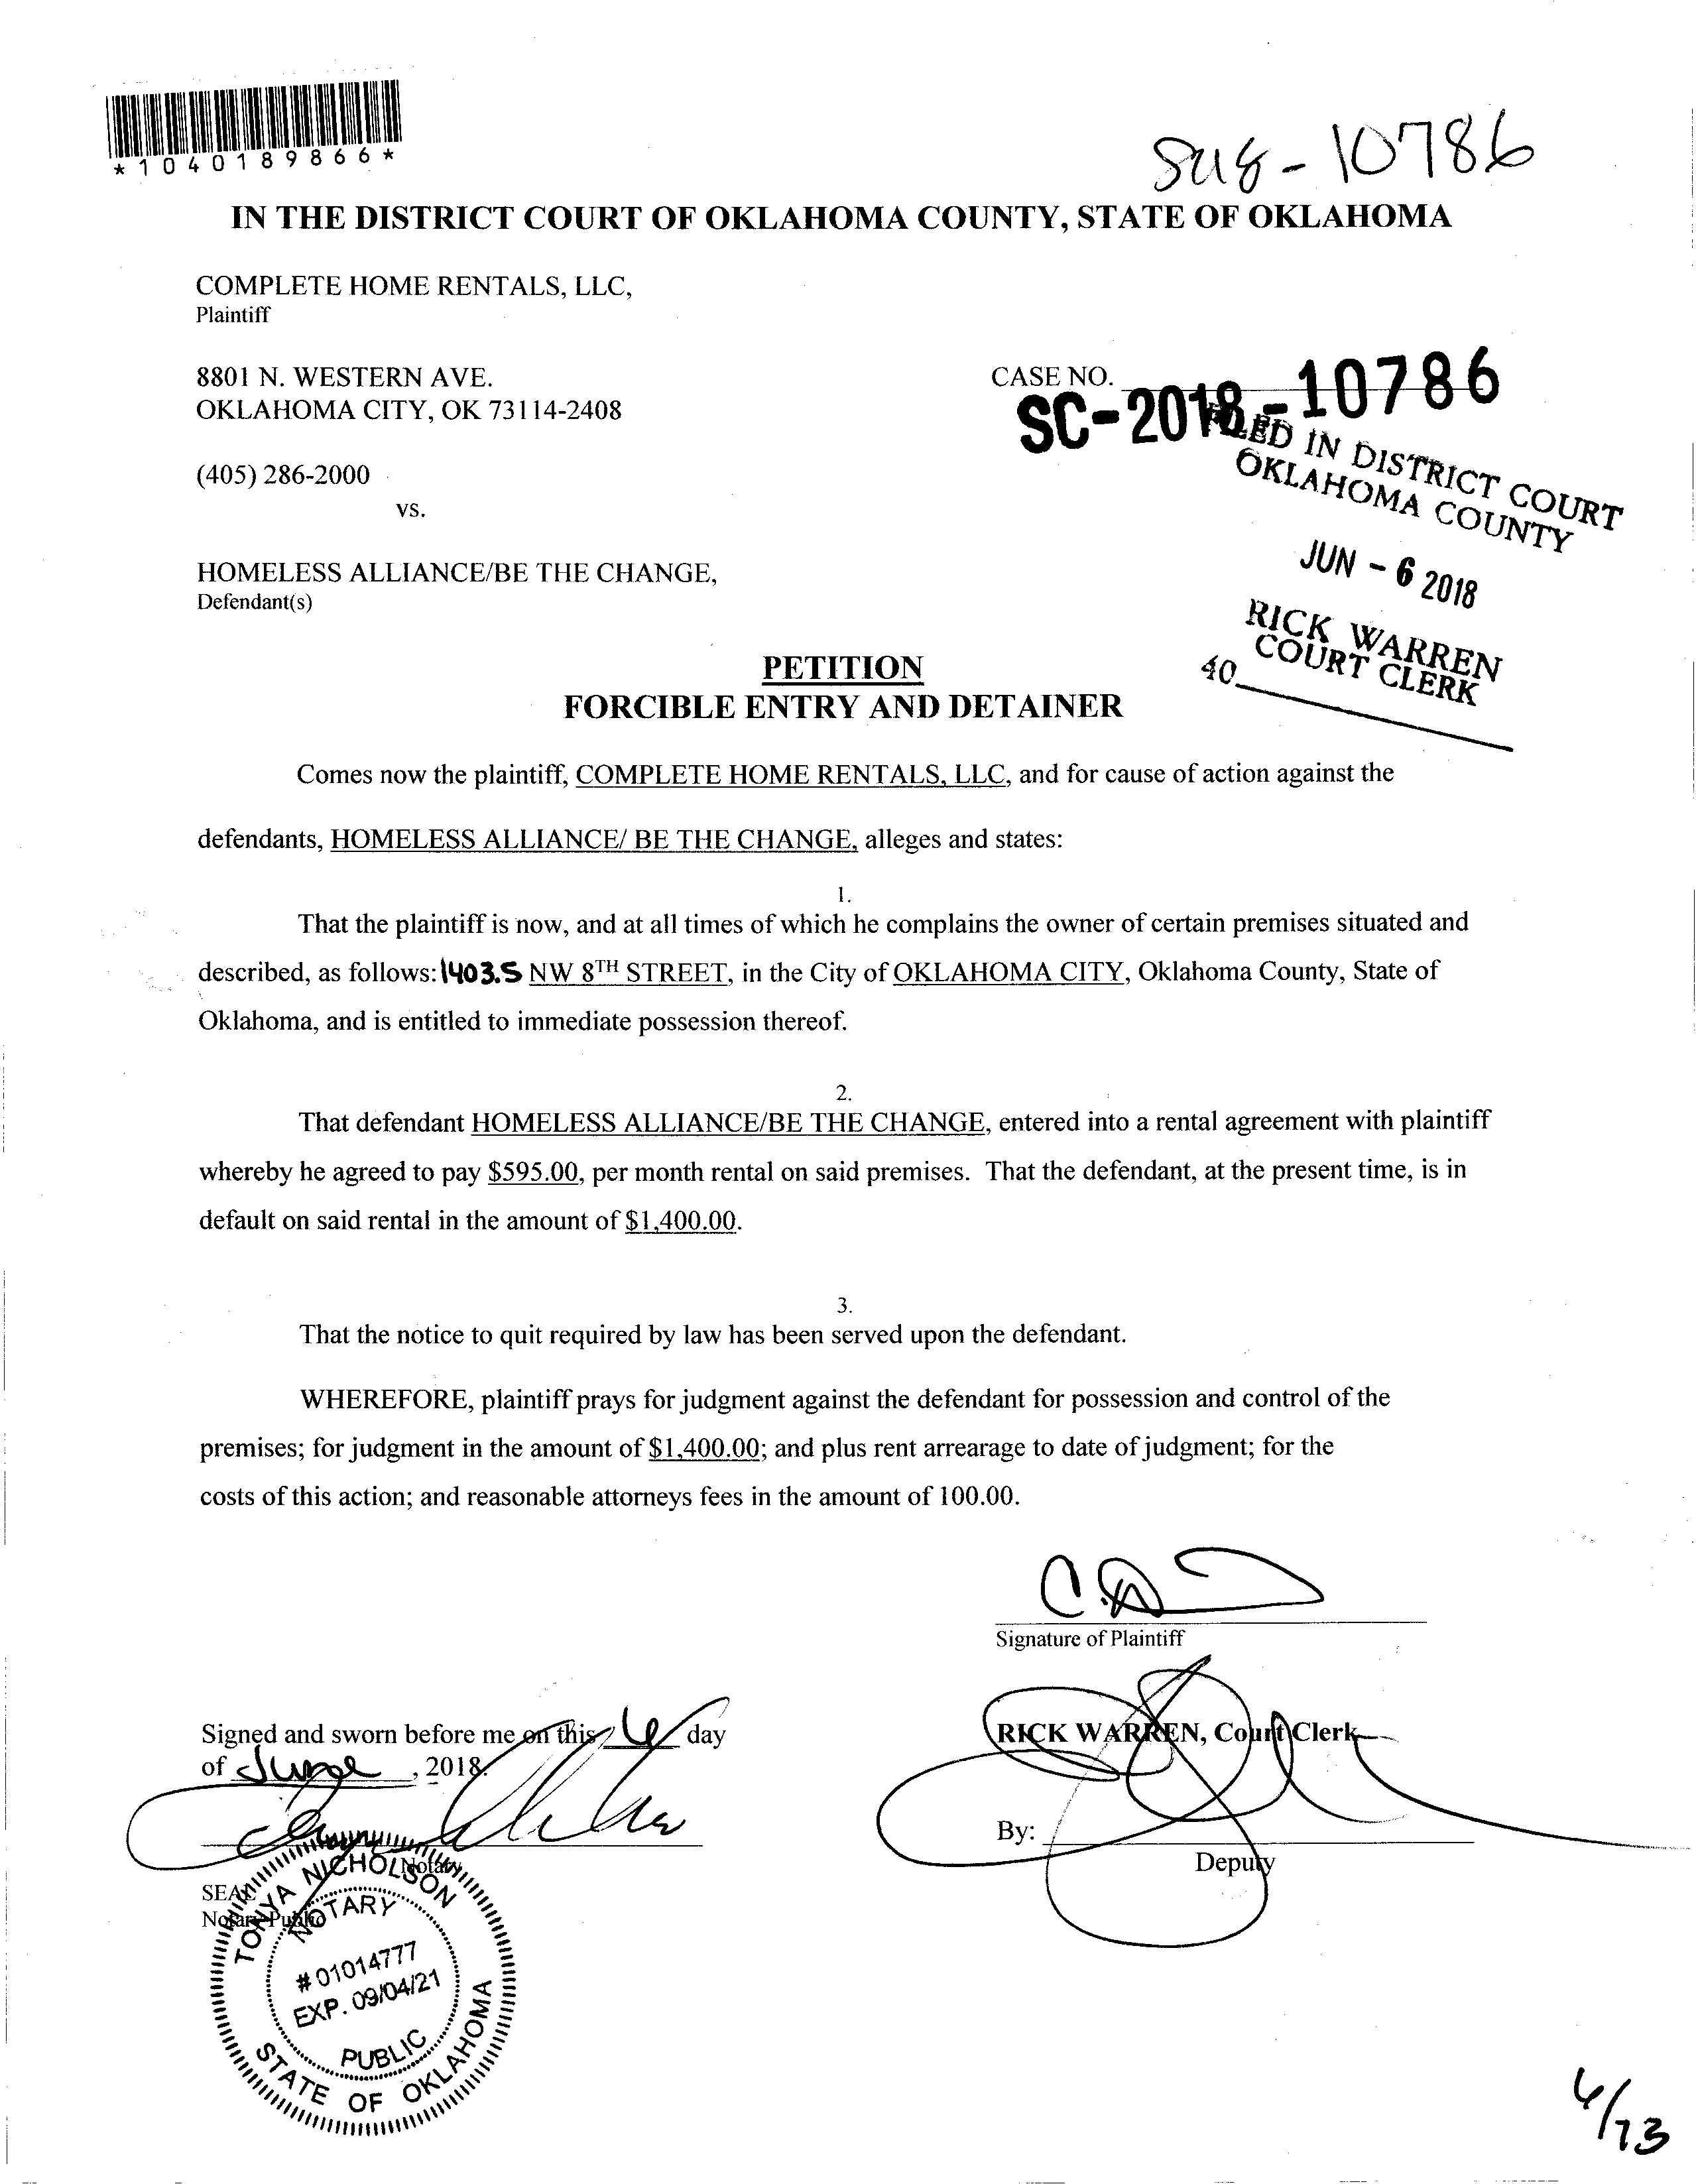 *1040189866*
SC18-10786
IN THE DISTRICT COURT OF OKLAHOMA COUNTY, STATE OF OKLAHOMA
COMPLETE HOME RENTALS, LLC,
Plaintiff
8801 N. WESTERN AVE.
OKLAHOMA CITY, OK 73114-2408
CASE NO.
SC-2018-10786
(405) 286-2000
vs.
FILED IN DISTRICT COURT
OKLAHOMA COUNTY
JUN - 6 2018
RICK WARREN
COURT CLERK
40
HOMELESS ALLIANCE/BE THE CHANGE,
Defendant(s)
PETITION
FORCIBLE ENTRY AND DETAINER
Comes now the plaintiff, COMPLETE HOME RENTALS, LLC, and for cause of action against the
defendants, HOMELESS ALLIANCE/ BE THE CHANGE, alleges and states:
1.
That the plaintiff is now, and at all times of which he complains the owner of certain premises situated and
described, as follows: 1403.5 NW 8TH STREET, in the City of OKLAHOMA CITY, Oklahoma County, State of
Oklahoma, and is entitled to immediate possession thereof.
2.
That defendant HOMELESS ALLIANCE/BE THE CHANGE, entered into a rental agreement with plaintiff
whereby he agreed to pay $595.00, per month rental on said premises. That the defendant, at the present time, is in
default on said rental in the amount of $1,400.00.
3.
That the notice to quit required by law has been served upon the defendant.
WHEREFORE, plaintiff prays for judgment against the defendant for possession and control of the
premises; for judgment in the amount of $1,400.00; and plus rent arrearage to date of judgment; for the
costs of this action; and reasonable attorneys fees in the amount of 100.00.
Signature of Plaintiff
Signed and sworn before me on this 6 day
of June, 2018.
Notary
SEAL
Notary Public
RICK WARREN, Court Clerk
By:
Deputy
TONYA NICHOLSON
NOTARY
#01014777
EXP. 09/04/21
PUBLIC
STATE OF OKLAHOMA
6/13